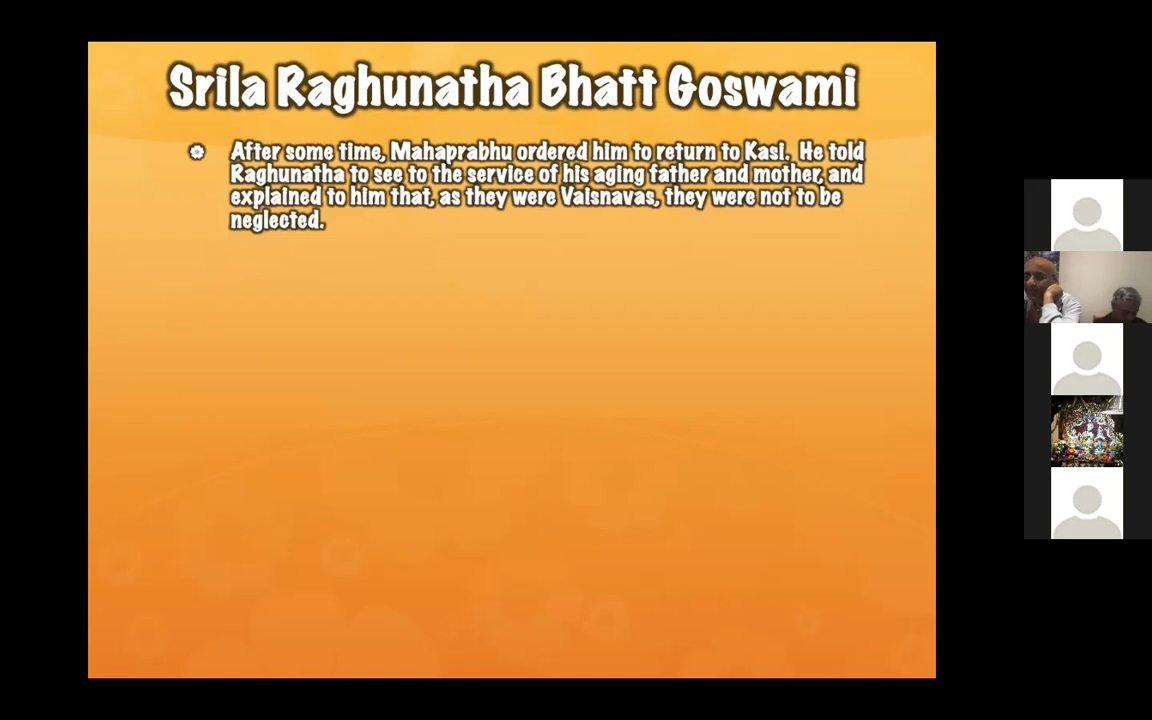 Srila Raghunatha Bhatt Goswami
After some time, Mahaprabhu ordered him to return to Kasi. He told
Raghunatha to see to the service of his aging father and mother, and
explained to him that, as they were Vaisnavas, they were not to be
neglected.